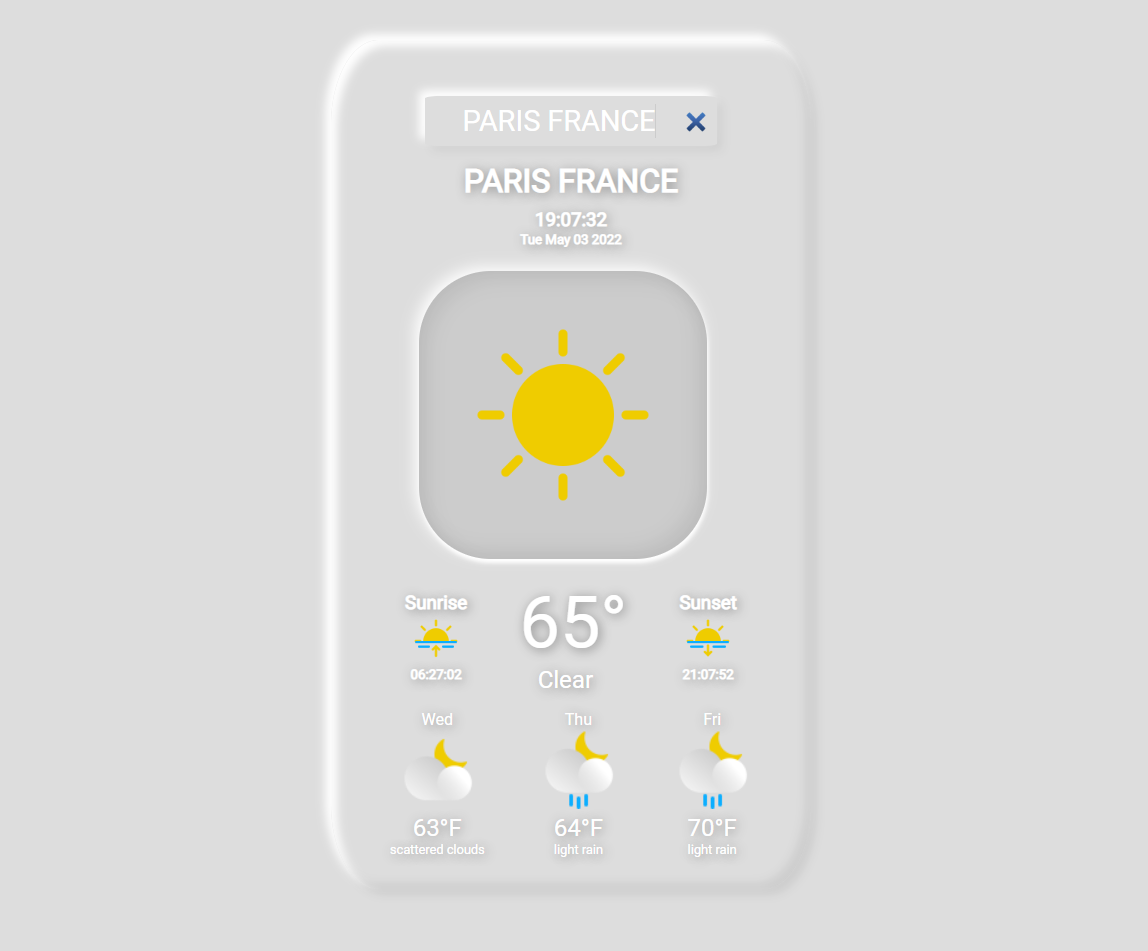 PARIS FRANCE
PARIS FRANCE
19:07:32
Tue May 03 2022
Sunrise
65°
Sunset
06:27:02
Clear
21:07:52
Wed
Thu
Fri
63°F
64°F
70°F
scattered clouds
light rain
light rain